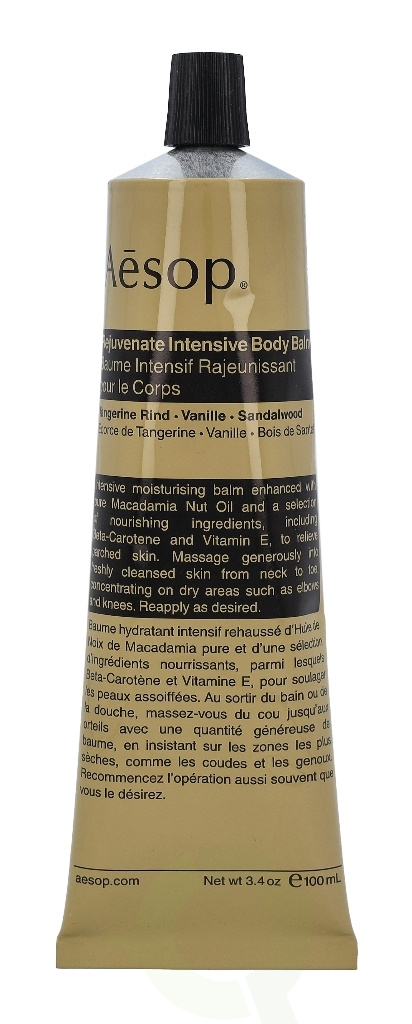 Aēsop.®
Rejuvenate Intensive Body Balm
Baume Intensif Rajeunissant
pour le Corps
Tangerine Rind • Vanille • Sandalwood
Écorce de Tangerine • Vanille • Bois de Santal
Intensive moisturising balm enhanced with
pure Macadamia Nut Oil and a selection
of nourishing ingredients, including
Beta-Carotene and Vitamin E, to relieve
parched skin. Massage generously into
freshly cleansed skin from neck to toe
concentrating on dry areas such as elbows
and knees. Reapply as desired.
Baume hydratant intensif rehaussé d'Huile de
Noix de Macadamia pure et d'une sélection
d'ingrédients nourrissants, parmi lesquels
Beta-Carotène et Vitamine E, pour soulager
les peaux assoiffées. Au sortir du bain ou de
la douche, massez-vous du cou jusqu'aux
orteils avec une quantité généreuse de
baume, en insistant sur les zones les plus
sèches, comme les coudes et les genoux.
Recommencez l'opération aussi souvent que
vous le désirez.
aesop.com Net wt 3.4 oz ℮100 mL